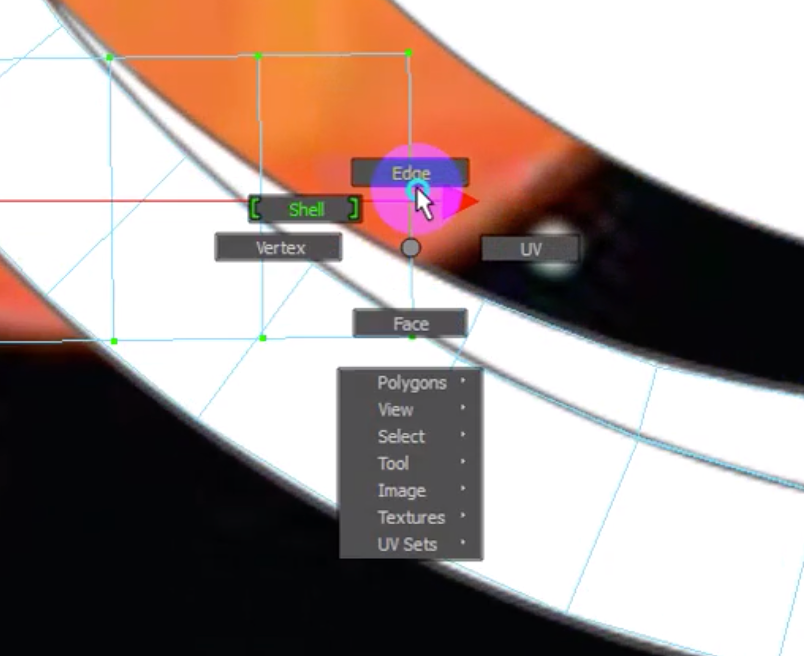 Edge
Shell
Vertex
UV
Face
Polygons
View
Select
Tool
Image
Textures
UV Sets